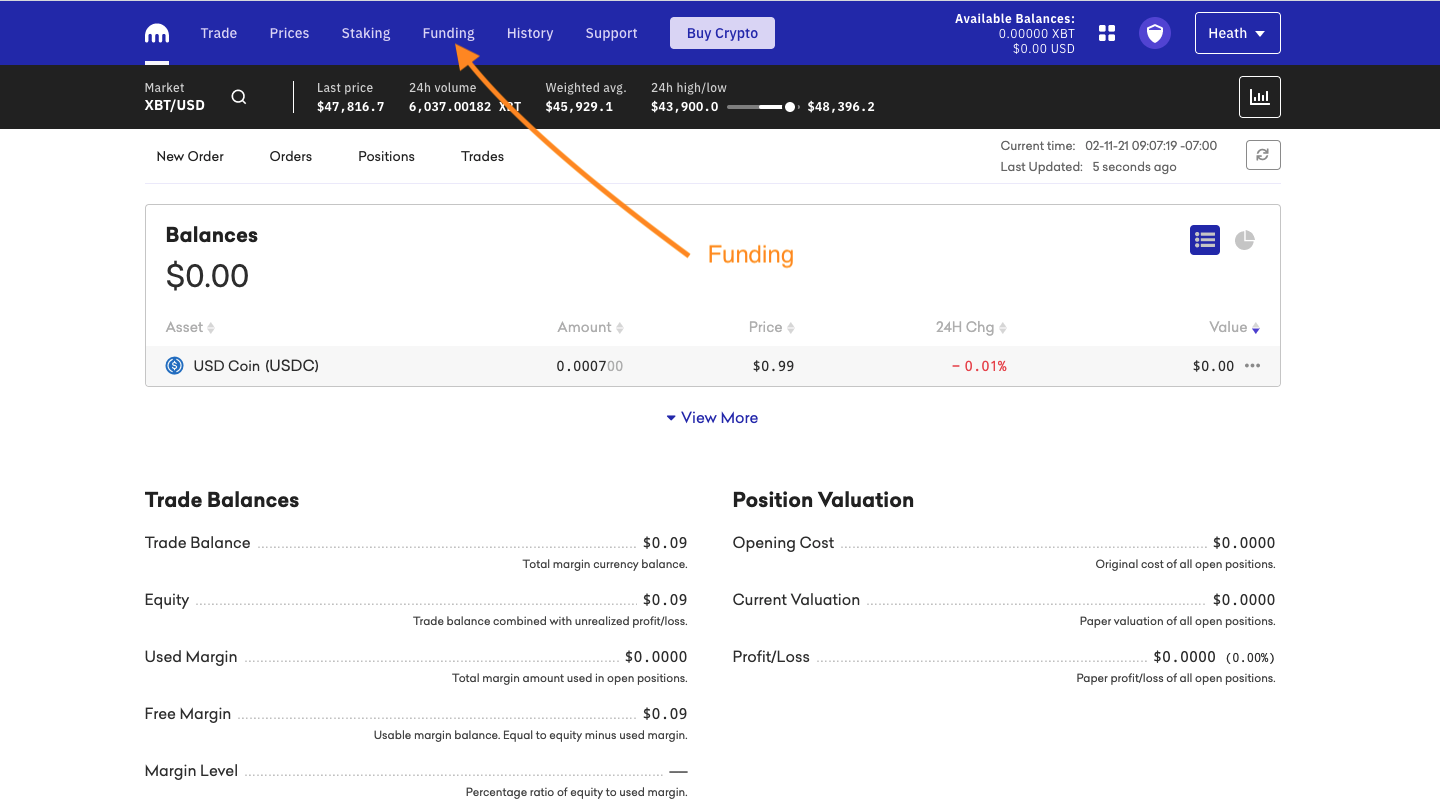 Trade Prices Staking Funding History Support Buy Crypto
Available Balances:
0.00000 XBT
$0.00 USD
Heath
Market
XBT/USD
Last price
$47,816.7
24h volume
6,037.00182 XBT
Weighted avg.
$45,929.1
24h high/low
$43,900.0 $48,396.2
New Order Orders Positions Trades
Current time: 02-11-21 09:07:19 -07:00
Last Updated: 5 seconds ago
Balances
$0.00
Funding
Asset Amount Price 24H Chg Value
USD Coin (USDC) 0.000700 $0.99 − 0.01% $0.00
View More
Trade Balances
Trade Balance $0.09
Total margin currency balance.
Equity $0.09
Trade balance combined with unrealized profit/loss.
Used Margin $0.0000
Total margin amount used in open positions.
Free Margin $0.09
Usable margin balance. Equal to equity minus used margin.
Margin Level —
Percentage ratio of equity to used margin.
Position Valuation
Opening Cost $0.0000
Original cost of all open positions.
Current Valuation $0.0000
Paper valuation of all open positions.
Profit/Loss $0.0000 (0.00%)
Paper profit/loss of all open positions.